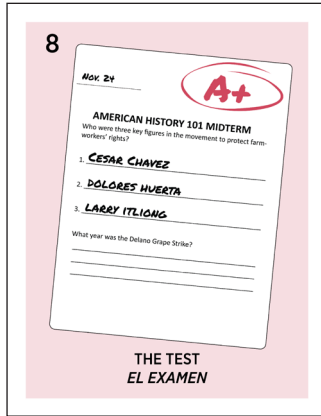 8
Nov. 24
A+
AMERICAN HISTORY 101 MIDTERM
Who were three key figures in the movement to protect farm-
workers' rights?
1. CESAR CHAVEZ
2. DOLORES HUERTA
3. LARRY ITLIONG
What year was the Delano Grape Strike?
THE TEST
EL EXAMEN